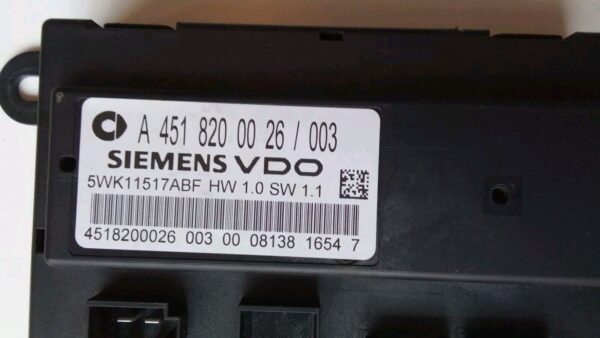 A 451 820 00 26 / 003
SIEMENS VDO
5WK11517ABF HW 1.0 SW 1.1
4518200026 003 00 08138 1654 7